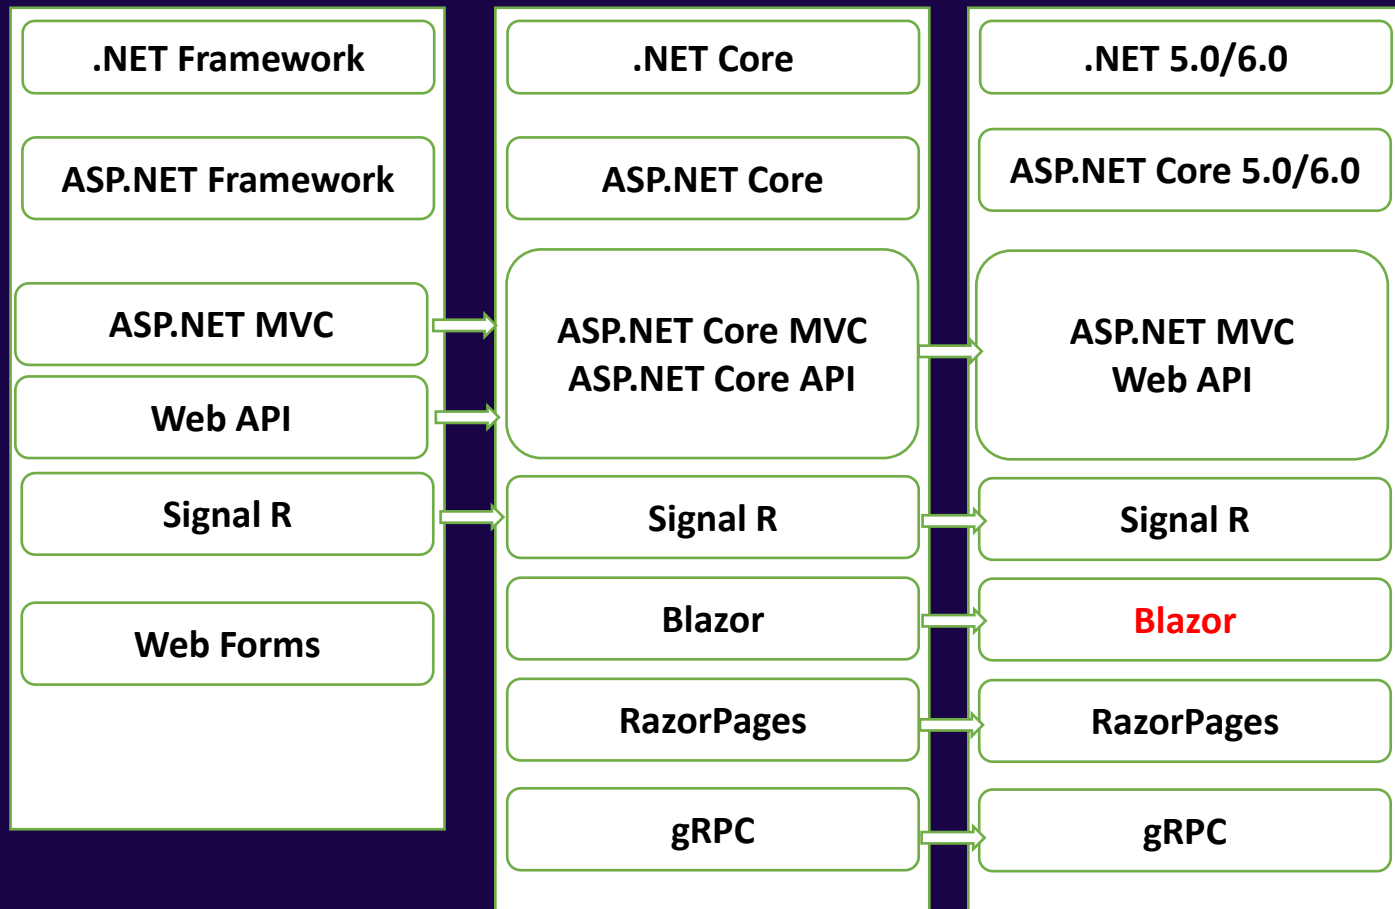 .NET Framework
ASP.NET Framework
ASP.NET MVC
Web API
Signal R
Web Forms
.NET Core
ASP.NET Core
ASP.NET Core MVC
ASP.NET Core API
Signal R
Blazor
RazorPages
gRPC
.NET 5.0/6.0
ASP.NET Core 5.0/6.0
ASP.NET MVC
Web API
Signal R
Blazor
RazorPages
gRPC